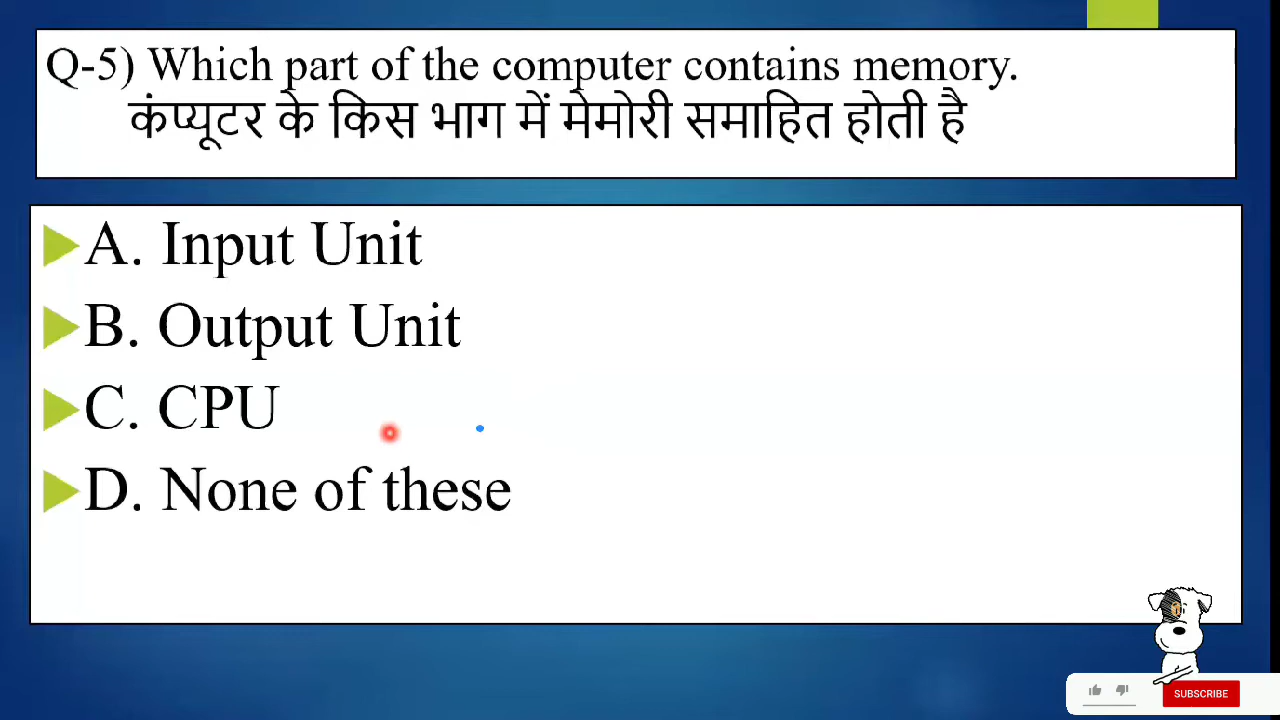 Q-5) Which part of the computer contains memory.
कंप्यूटर के किस भाग में मेमोरी समाहित होती है
A. Input Unit
B. Output Unit
C. CPU
D. None of these
SUBSCRIBE